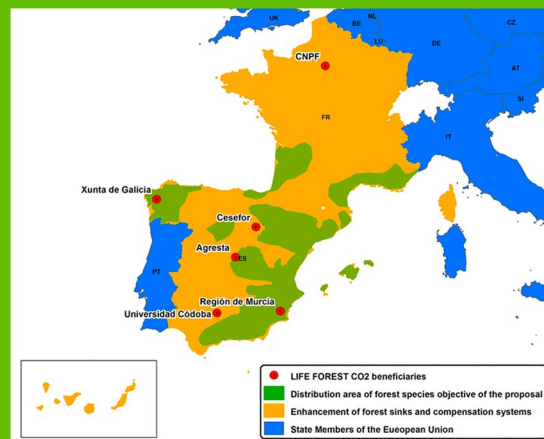 UK
NL
BE
LU
DE
CZ
CNPF
AT
SI
FR
IT
Xunta de Galicia
Cesefor
Agresta
ES
PT
Región de Murcia
Universidad Córdoba
LIFE FOREST CO2 beneficiaries
Distribution area of forest species objective of the proposal
Enhancement of forest sinks and compensation systems
State Members of the Eueopean Union